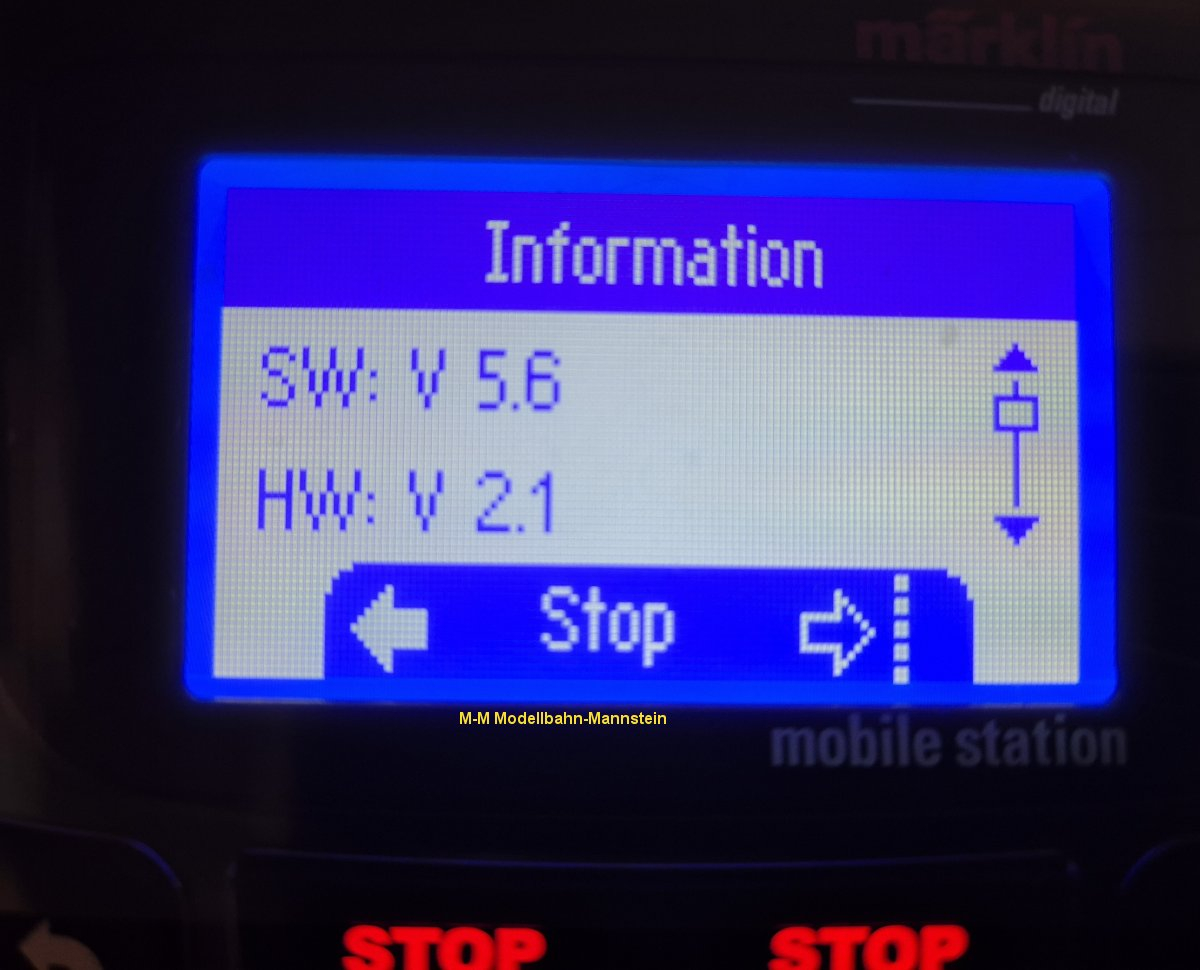 märklin
digital
Information
SW: V 5.6
HW: V 2.1
Stop
M-M Modellbahn-Mannstein
mobile station
STOP STOP